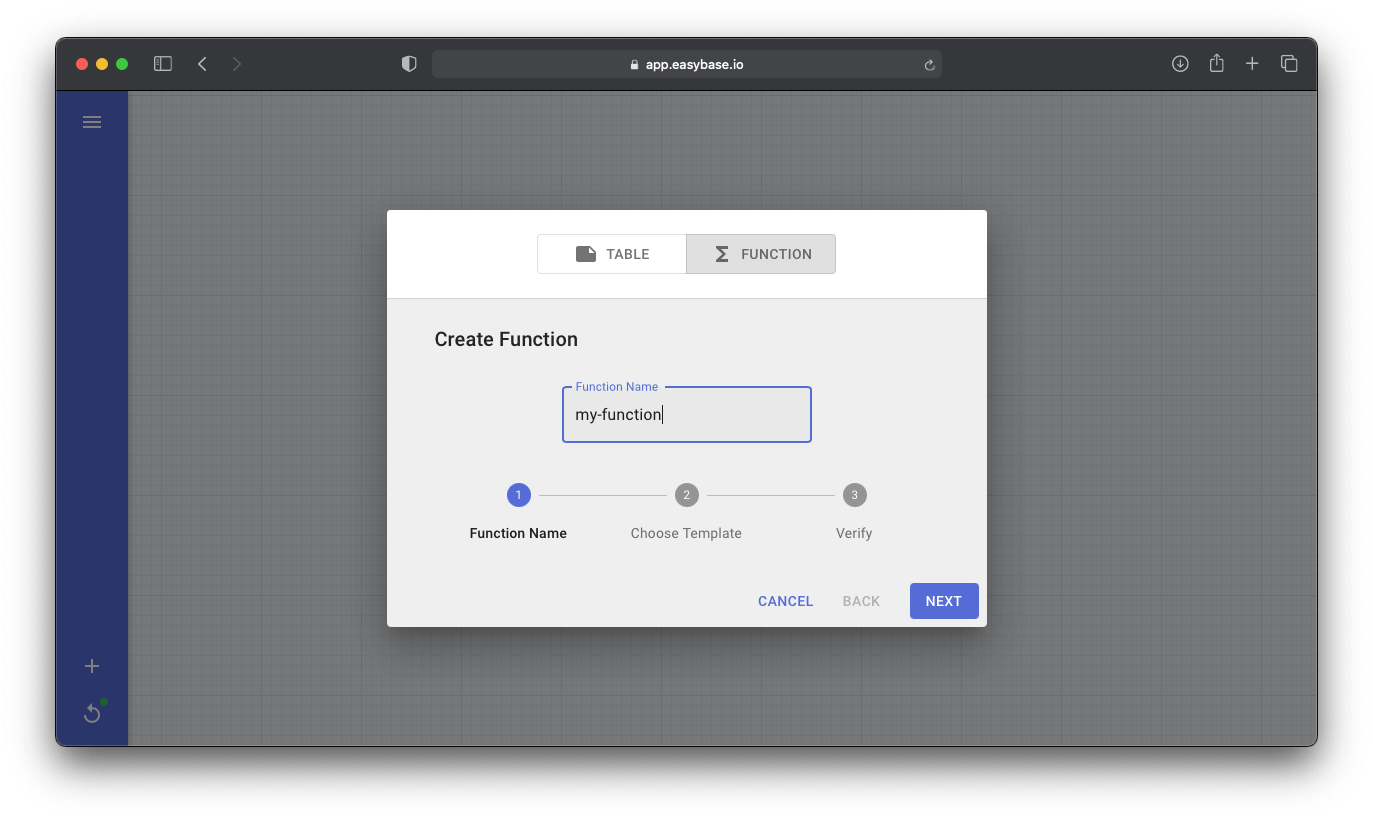 app.easybase.io
TABLE
FUNCTION
Create Function
Function Name
my-function
1
2
3
Function Name
Choose Template
Verify
CANCEL
BACK
NEXT